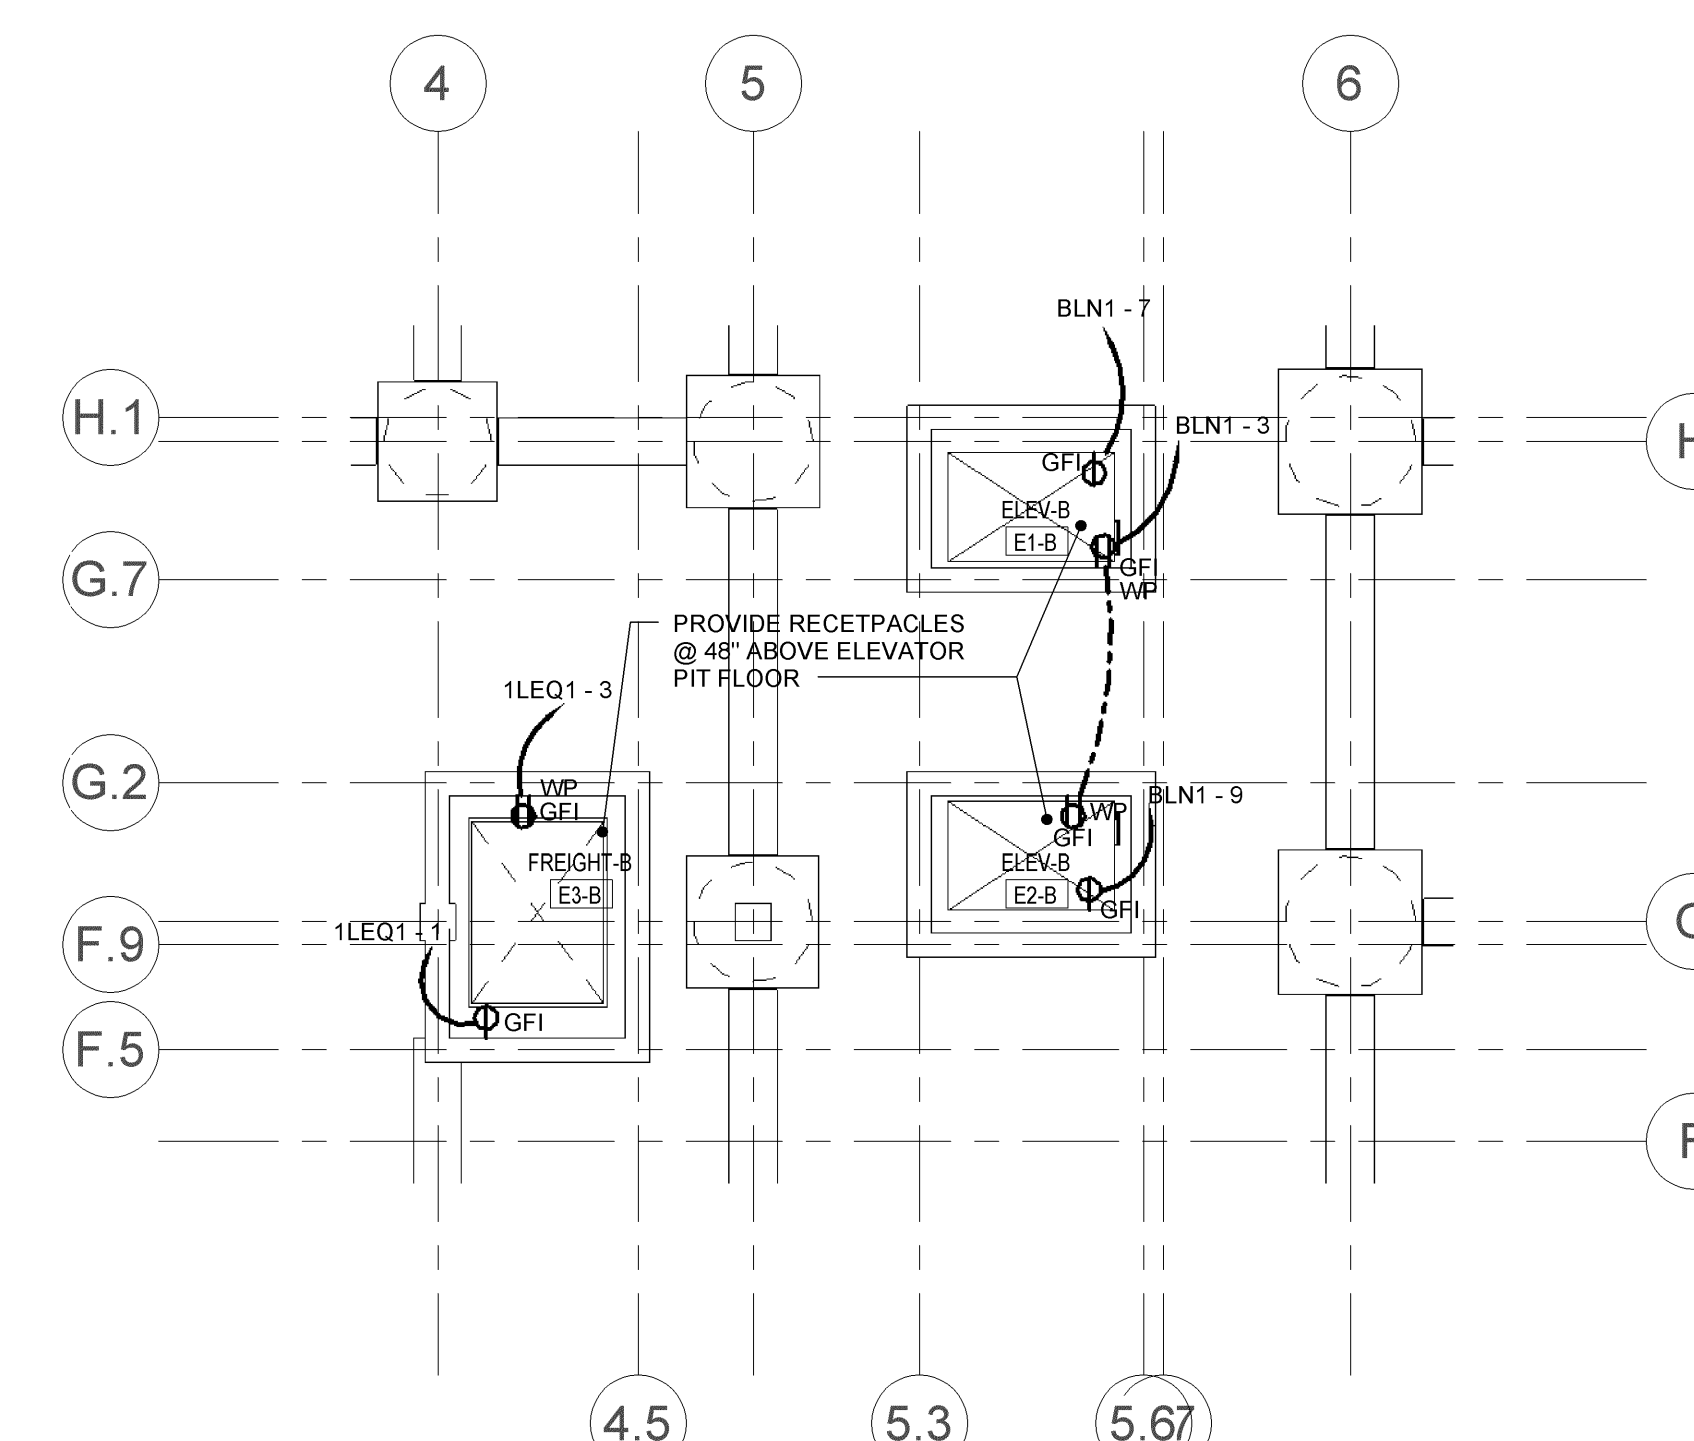 4
5
6
BLN1 - 7
H.1
BLN1 - 3
GFI
ELEV-B
E1-B
GFI
WP
G.7
PROVIDE RECETPACLES
@ 48" ABOVE ELEVATOR
PIT FLOOR
1LEQ1 - 3
G.2
WP
GFI
WP
GFI
BLN1 - 9
FREIGHT-B
E3-B
ELEV-B
E2-B
GFI
1LEQ1 - 1
F.9
GFI
F.5
4.5
5.3
5.67